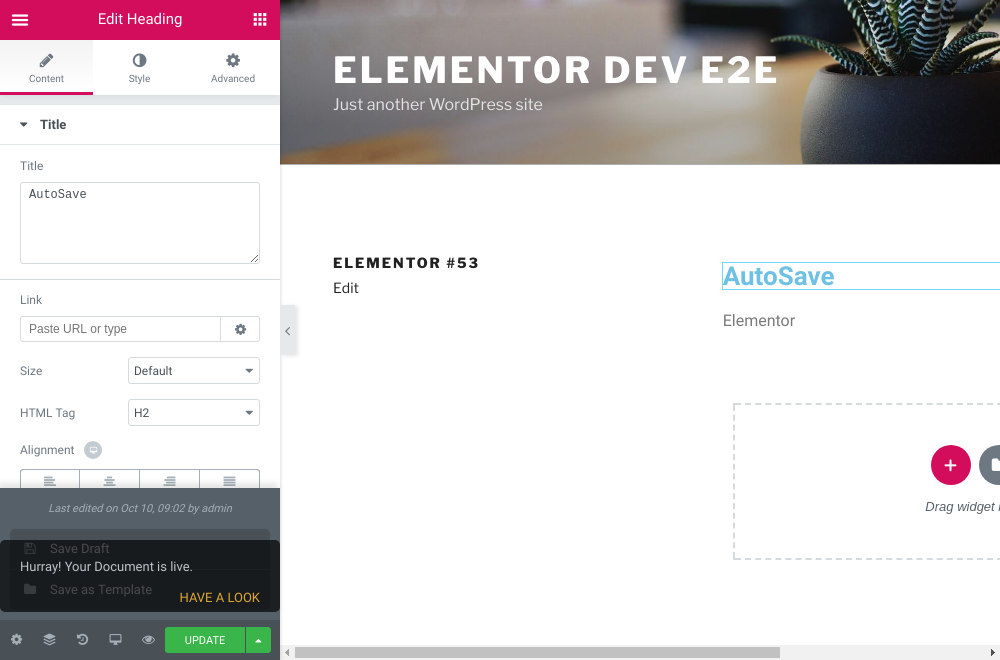 Edit Heading
Content
Style
Advanced
Title
Title
AutoSave
Link
Paste URL or type
Size
Default
HTML Tag
H2
Alignment
Last edited on Oct 10, 09:02 by admin
Save Draft
Hurray! Your Document is live.
Save as Template
HAVE A LOOK
UPDATE
ELEMENTOR DEV E2E
Just another WordPress site
ELEMENTOR #53
Edit
AutoSave
Elementor
Drag widget